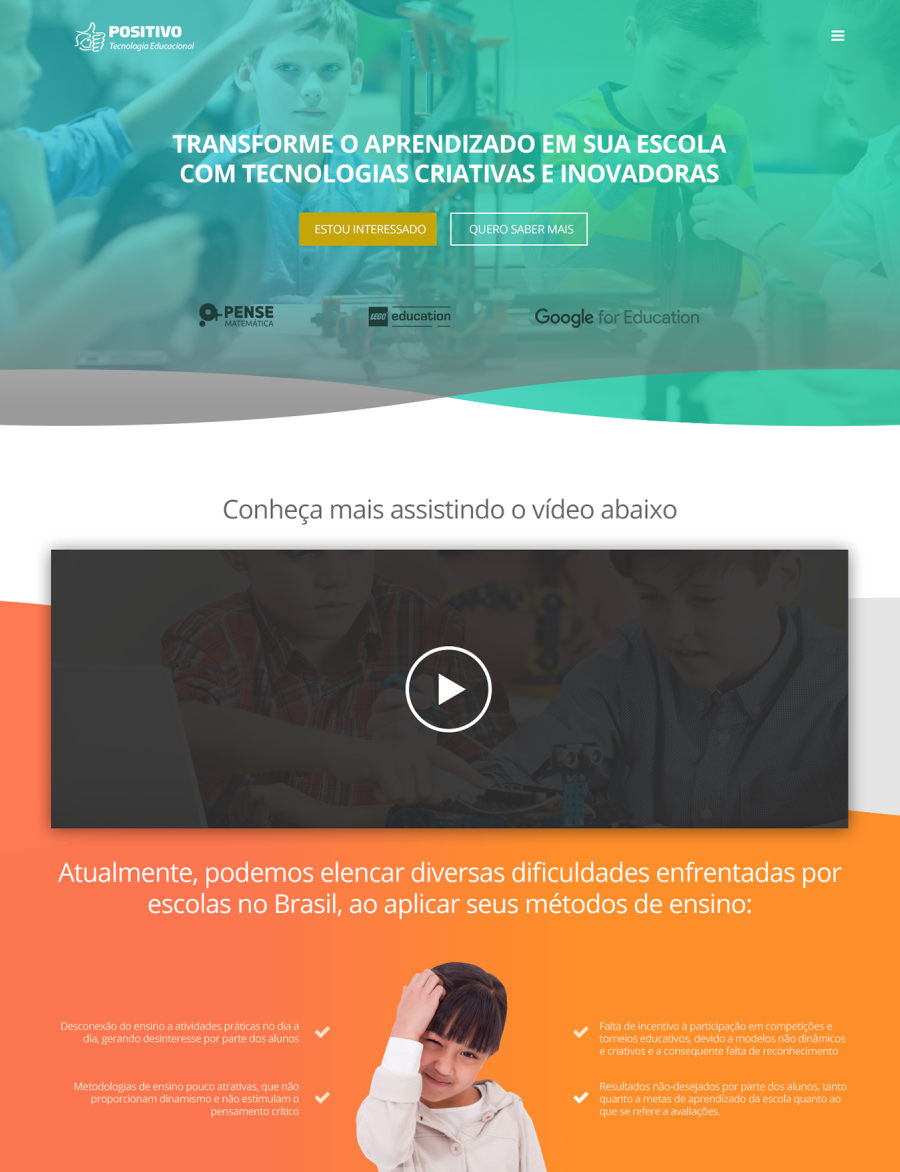 POSITIVO
Tecnologia Educacional
TRANSFORME O APRENDIZADO EM SUA ESCOLA
COM TECNOLOGIAS CRIATIVAS E INOVADORAS
ESTOU INTERESSADO
QUERO SABER MAIS
PENSE
MATEMÁTICA
LEGO education
Google for Education
Conheça mais assistindo o vídeo abaixo
Atualmente, podemos elencar diversas dificuldades enfrentadas por
escolas no Brasil, ao aplicar seus métodos de ensino:
Desconexão do ensino a atividades práticas no dia a
dia, gerando desinteresse por parte dos alunos
Metodologias de ensino pouco atrativas, que não
proporcionam dinamismo e não estimulam o
pensamento crítico
Falta de incentivo à participação em competições e
torneios educativos, devido a modelos não dinâmicos
e criativos e a consequente falta de reconhecimento
Resultados não-desejados por parte dos alunos, tanto
quanto a metas de aprendizado da escola quanto ao
que se refere a avaliações.